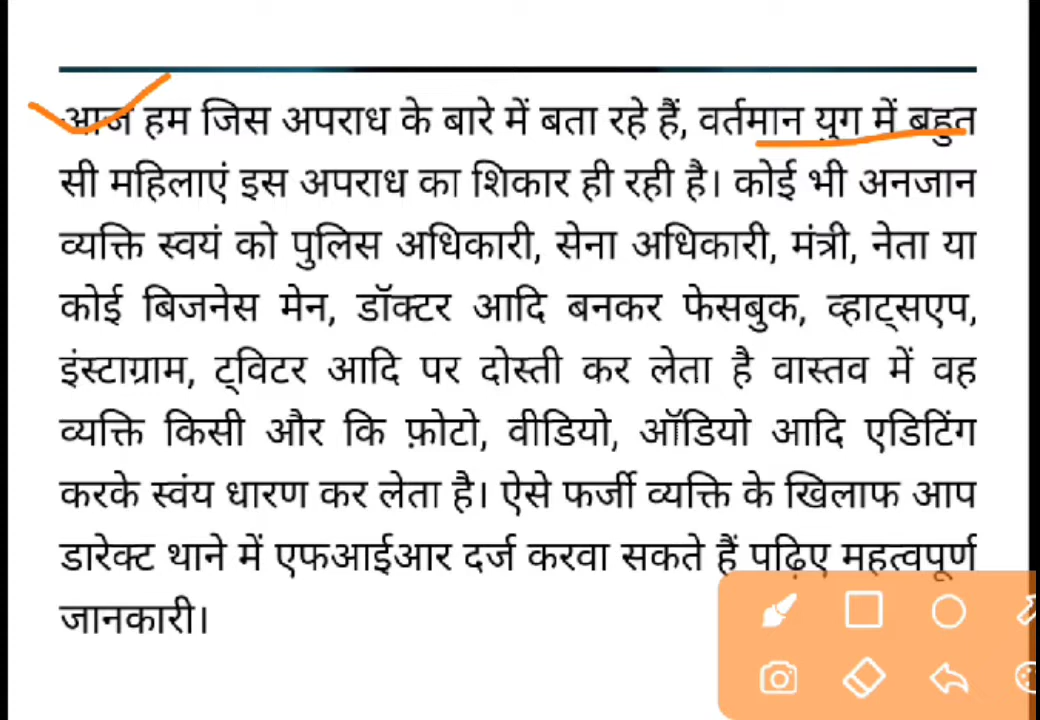 आज हम जिस अपराध के बारे में बता रहे हैं, वर्तमान युग में बहुत
सी महिलाएं इस अपराध का शिकार ही रही है। कोई भी अनजान
व्यक्ति स्वयं को पुलिस अधिकारी, सेना अधिकारी, मंत्री, नेता या
कोई बिजनेस मेन, डॉक्टर आदि बनकर फेसबुक, व्हाट्सएप,
इंस्टाग्राम, ट्विटर आदि पर दोस्ती कर लेता है वास्तव में वह
व्यक्ति किसी और कि फ़ोटो, वीडियो, ऑडियो आदि एडिटिंग
करके स्वंय धारण कर लेता है। ऐसे फर्जी व्यक्ति के खिलाफ आप
डारेक्ट थाने में एफआईआर दर्ज करवा सकते हैं पढ़िए महत्वपूर्ण
जानकारी।